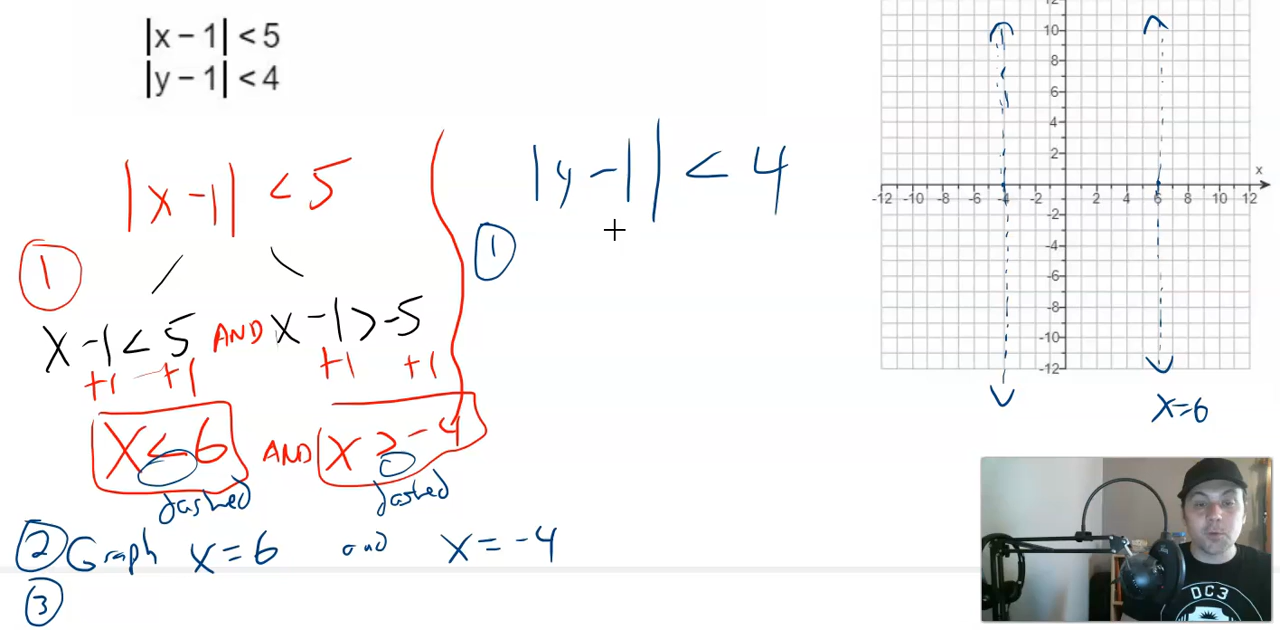 |x − 1| < 5
|y − 1| < 4
|x - 1| < 5
1
x - 1 < 5 AND x - 1 > -5
+1 +1 +1 +1
x < 6 AND x > -4
dashed dashed
2 Graph x = 6 and x = -4
3
|y - 1| < 4
1
12
10
8
6
4
2
x
-12 -10 -8 -6 -4 -2 2 4 6 8 10 12
-2
-4
-6
-8
-10
-12
x=6
DC3